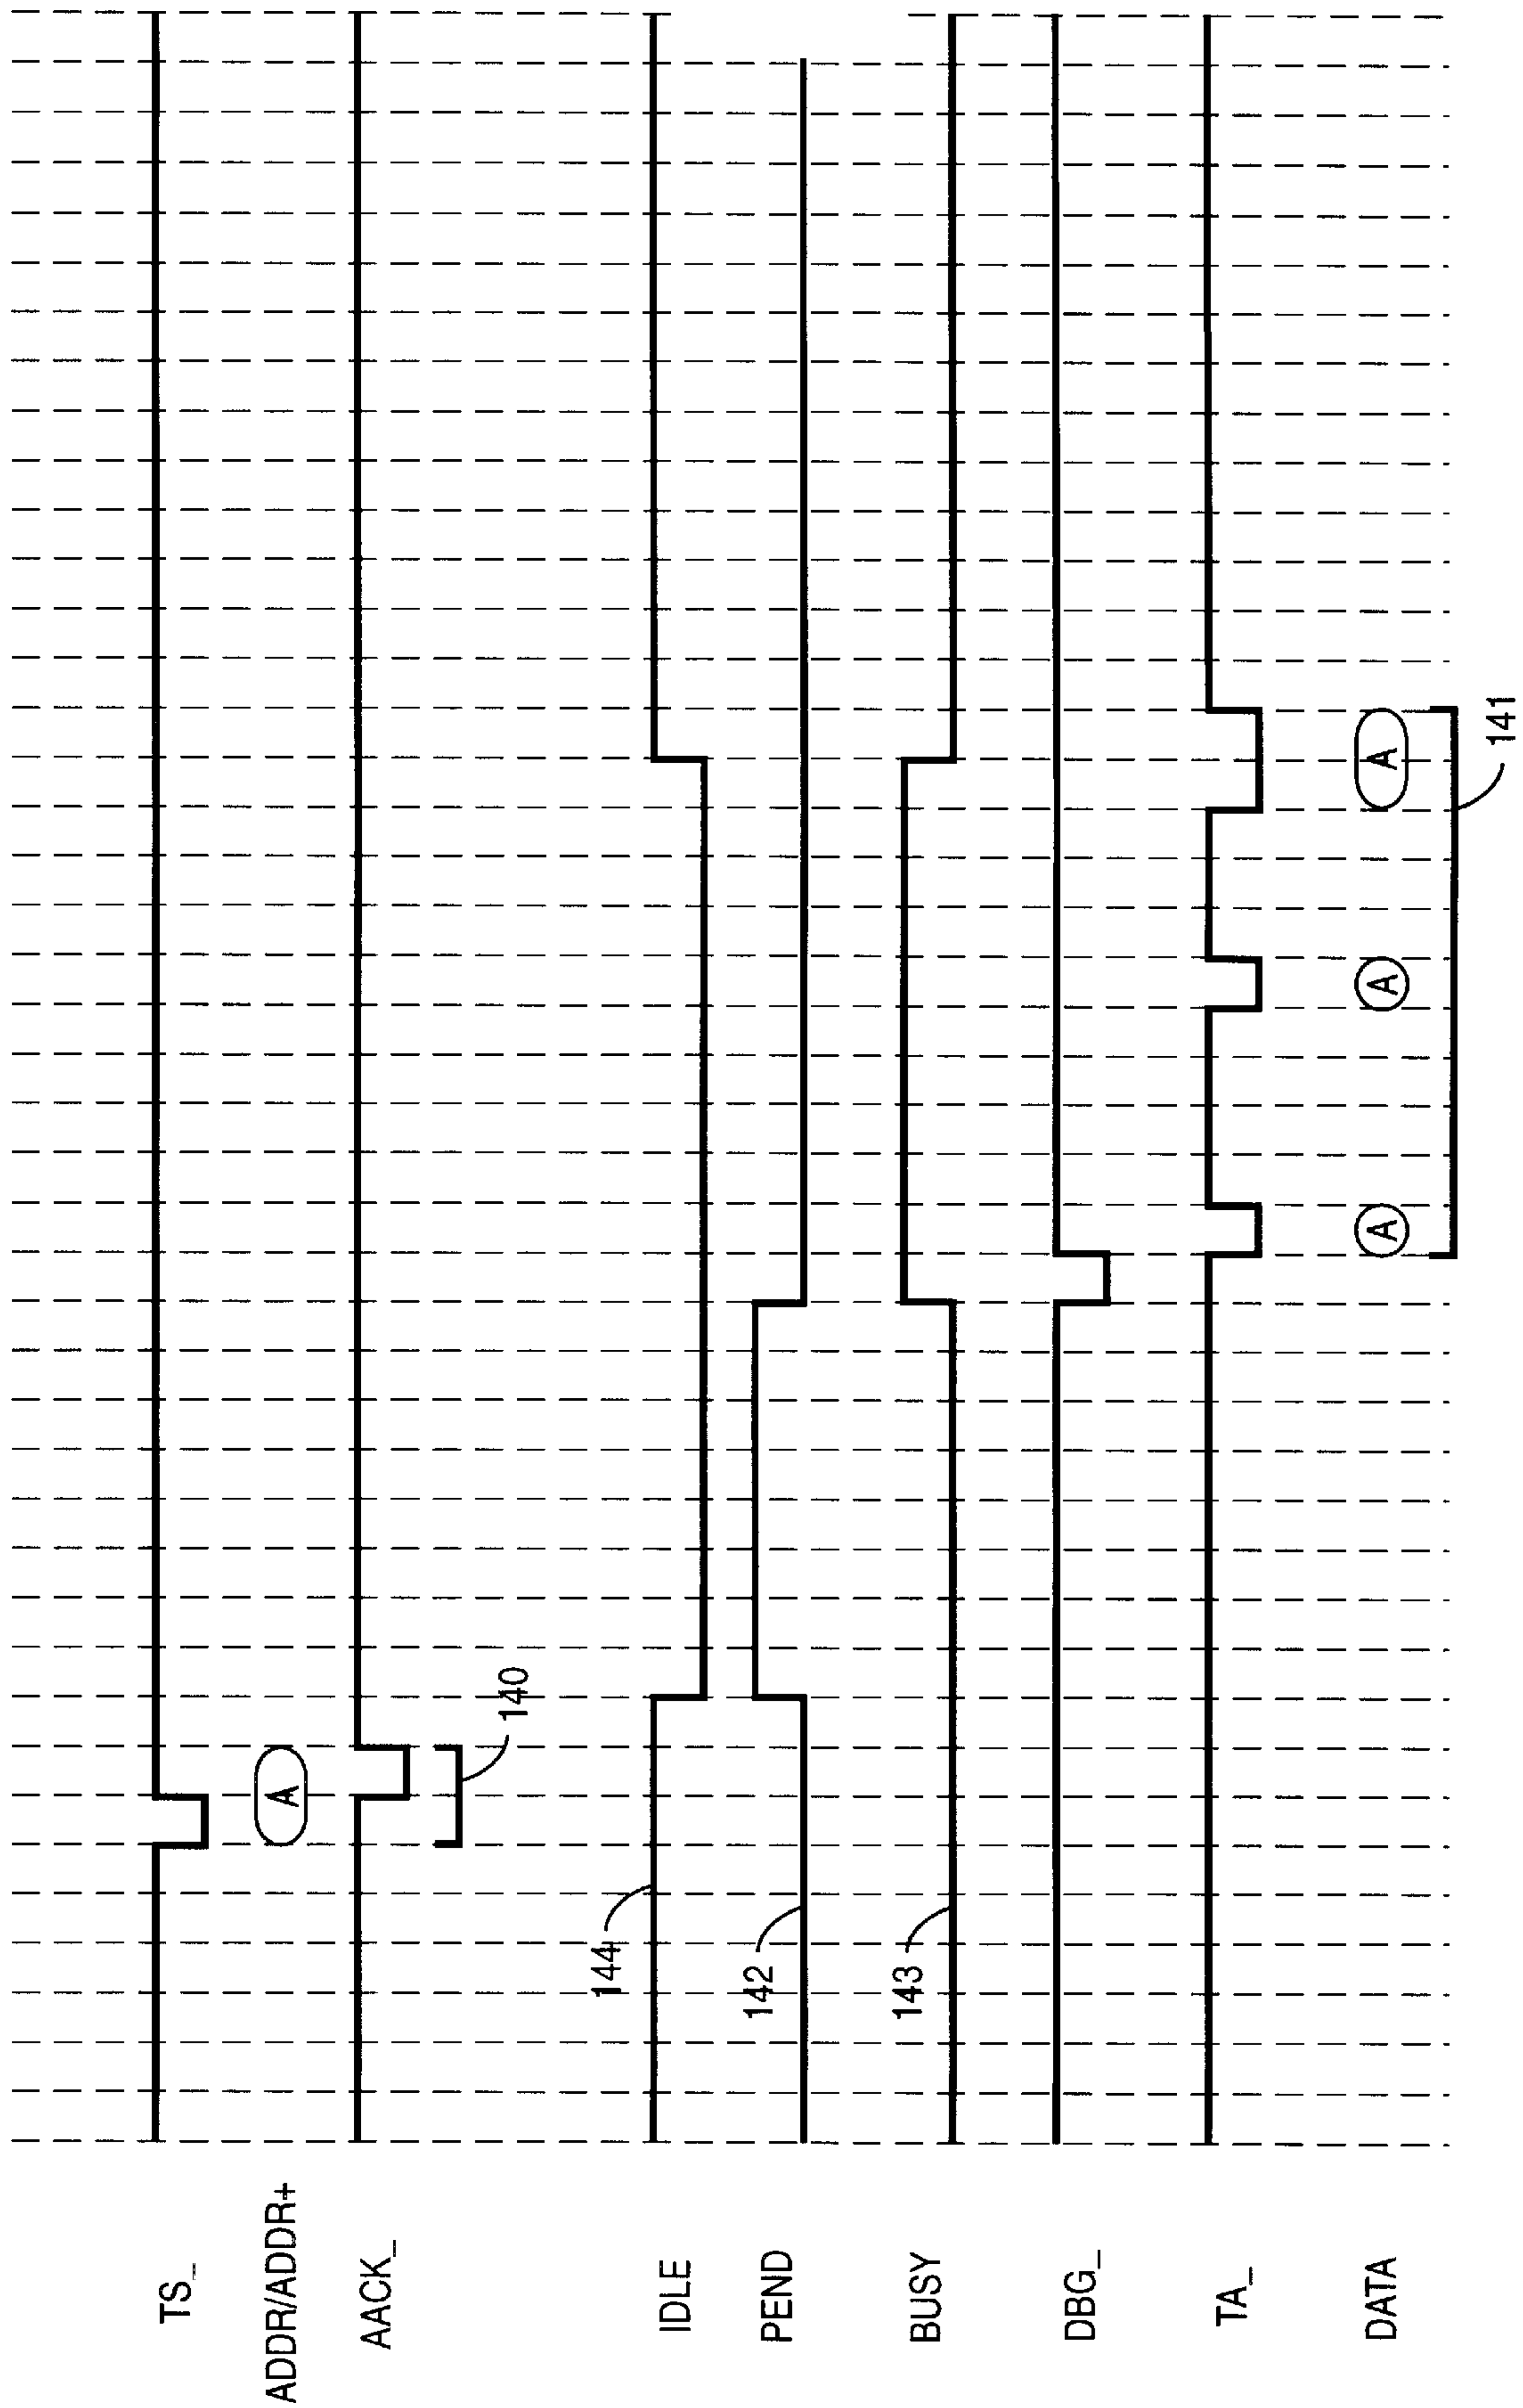 TS_
ADDR/ADDR+
A
AACK_
140
IDLE
144
PEND
142
BUSY
143
DBG_
TA_
DATA
A
A
A
141